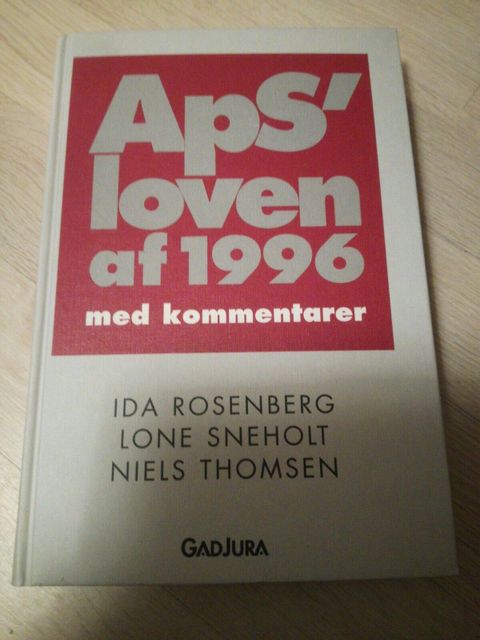 ApS'
loven
af 1996
med kommentarer
IDA ROSENBERG
LONE SNEHOLT
NIELS THOMSEN
GADJURA